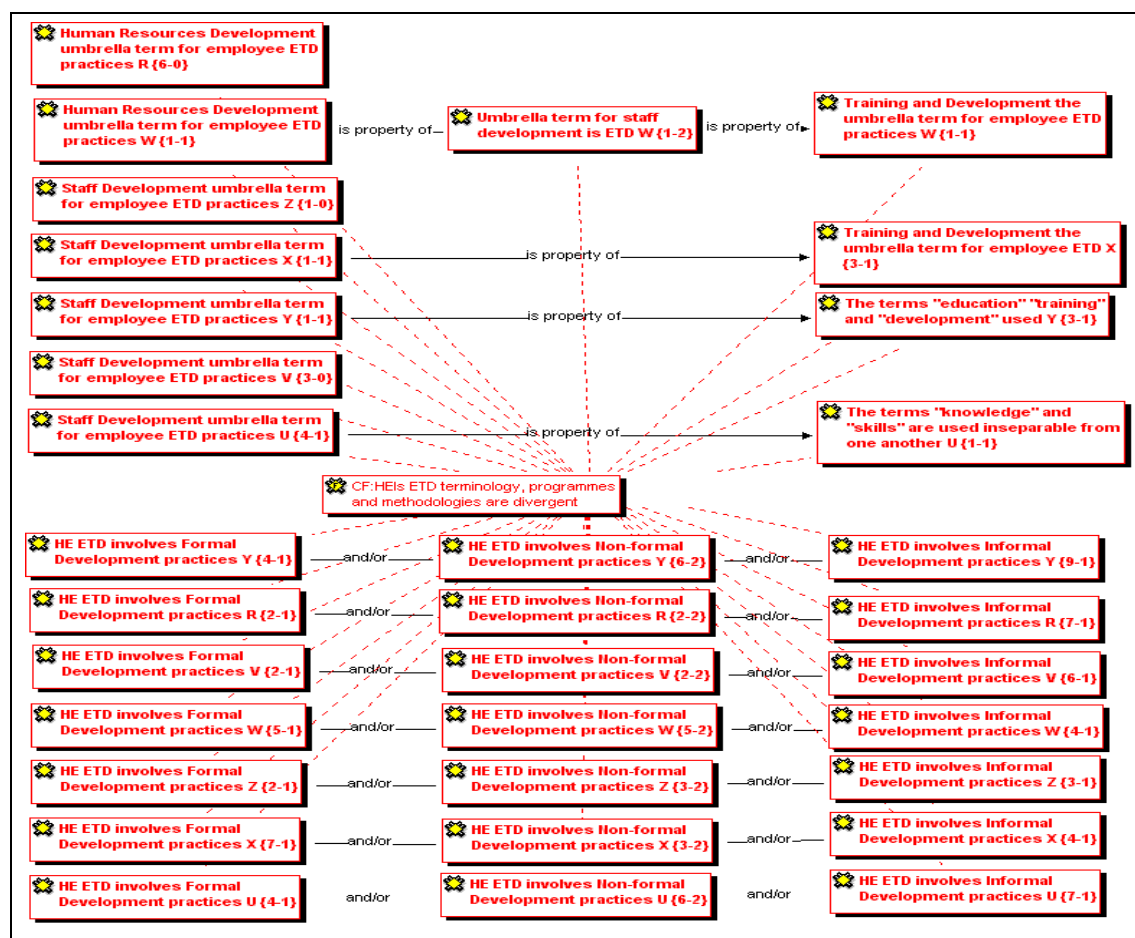 Human Resources Development
umbrella term for employee ETD
practices R {6-0}
Human Resources Development
umbrella term for employee ETD
practices W {1-1}
is property of
Umbrella term for staff
development is ETD W {1-2}
is property of
Training and Development the
umbrella term for employee ETD
practices W {1-1}
Staff Development umbrella term
for employee ETD practices Z {1-0}
Staff Development umbrella term
for employee ETD practices X {1-1}
is property of
Training and Development the
umbrella term for employee ETD X
{3-1}
Staff Development umbrella term
for employee ETD practices Y {1-1}
is property of
The terms "education" "training"
and "development" used Y {3-1}
Staff Development umbrella term
for employee ETD practices V {3-0}
Staff Development umbrella term
for employee ETD practices U {4-1}
is property of
The terms "knowledge" and
"skills" are used inseparable from
one another U {1-1}
CF:HEIs ETD terminology, programmes
and methodologies are divergent
HE ETD involves Formal
Development practices Y {4-1}
and/or
HE ETD involves Non-formal
Development practices Y {6-2}
and/or
HE ETD involves Informal
Development practices Y {9-1}
HE ETD involves Formal
Development practices R {2-1}
and/or
HE ETD involves Non-formal
Development practices R {2-2}
and/or
HE ETD involves Informal
Development practices R {7-1}
HE ETD involves Formal
Development practices V {2-1}
and/or
HE ETD involves Non-formal
Development practices V {2-2}
and/or
HE ETD involves Informal
Development practices V {6-1}
HE ETD involves Formal
Development practices W {5-1}
and/or
HE ETD involves Non-formal
Development practices W {5-2}
and/or
HE ETD involves Informal
Development practices W {4-1}
HE ETD involves Formal
Development practices Z {2-1}
and/or
HE ETD involves Non-formal
Development practices Z {3-2}
and/or
HE ETD involves Informal
Development practices Z {3-1}
HE ETD involves Formal
Development practices X {7-1}
and/or
HE ETD involves Non-formal
Development practices X {3-2}
and/or
HE ETD involves Informal
Development practices X {4-1}
HE ETD involves Formal
Development practices U {4-1}
and/or
HE ETD involves Non-formal
Development practices U {6-2}
and/or
HE ETD involves Informal
Development practices U {7-1}